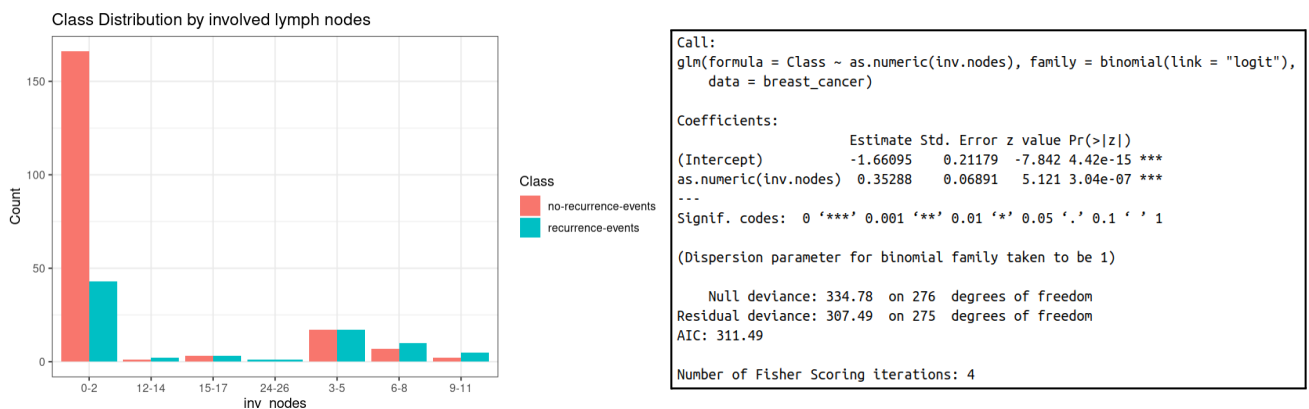 Class Distribution by involved lymph nodes
Count
150
100
50
0
0-2 12-14 15-17 24-26 3-5 6-8 9-11
inv_nodes
Class
no-recurrence-events
recurrence-events
Call:
glm(formula = Class ~ as.numeric(inv.nodes), family = binomial(link = "logit"),
    data = breast_cancer)
Coefficients:
                      Estimate Std. Error z value Pr(>|z|)
(Intercept)           -1.66095    0.21179  -7.842 4.42e-15 ***
as.numeric(inv.nodes)  0.35288    0.06891   5.121 3.04e-07 ***
---
Signif. codes:  0 ‘***’ 0.001 ‘**’ 0.01 ‘*’ 0.05 ‘.’ 0.1 ‘ ’ 1
(Dispersion parameter for binomial family taken to be 1)
    Null deviance: 334.78  on 276  degrees of freedom
Residual deviance: 307.49  on 275  degrees of freedom
AIC: 311.49
Number of Fisher Scoring iterations: 4